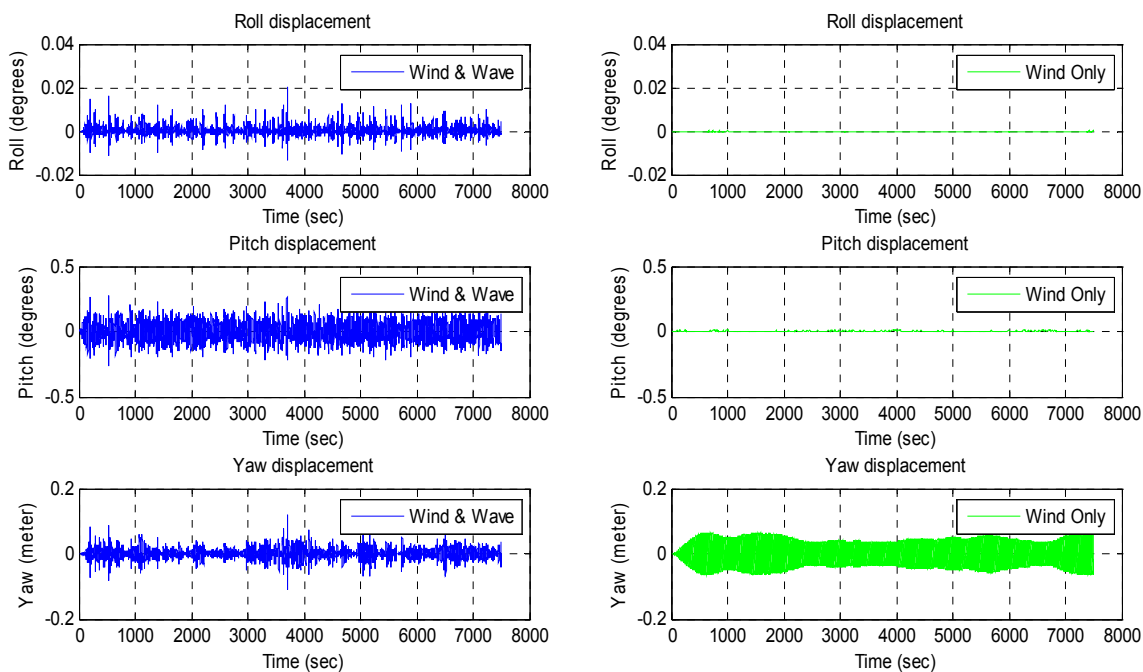 Roll displacement
Roll (degrees)
0.04
0.02
0
-0.02
Wind & Wave
0 1000 2000 3000 4000 5000 6000 7000 8000
Time (sec)
Roll displacement
Roll (degrees)
0.04
0.02
0
-0.02
Wind Only
0 1000 2000 3000 4000 5000 6000 7000 8000
Time (sec)
Pitch displacement
Pitch (degrees)
0.5
0
-0.5
Wind & Wave
0 1000 2000 3000 4000 5000 6000 7000 8000
Time (sec)
Pitch displacement
Pitch (degrees)
0.5
0
-0.5
Wind Only
0 1000 2000 3000 4000 5000 6000 7000 8000
Time (sec)
Yaw displacement
Yaw (meter)
0.2
0
-0.2
Wind & Wave
0 1000 2000 3000 4000 5000 6000 7000 8000
Time (sec)
Yaw displacement
Yaw (meter)
0.2
0
-0.2
Wind Only
0 1000 2000 3000 4000 5000 6000 7000 8000
Time (sec)